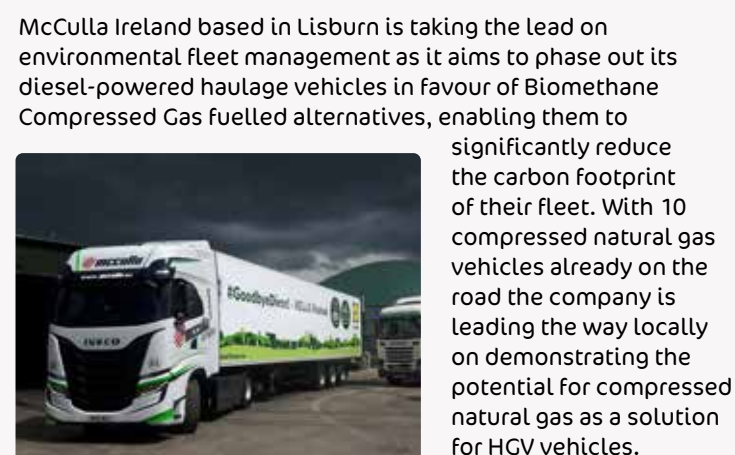 McCulla Ireland based in Lisburn is taking the lead on
environmental fleet management as it aims to phase out its
diesel-powered haulage vehicles in favour of Biomethane
Compressed Gas fuelled alternatives, enabling them to
significantly reduce
the carbon footprint
of their fleet. With 10
compressed natural gas
vehicles already on the
road the company is
leading the way locally
on demonstrating the
potential for compressed
natural gas as a solution
for HGV vehicles.
mcculla
#GoodbyeDiesel
IVECO